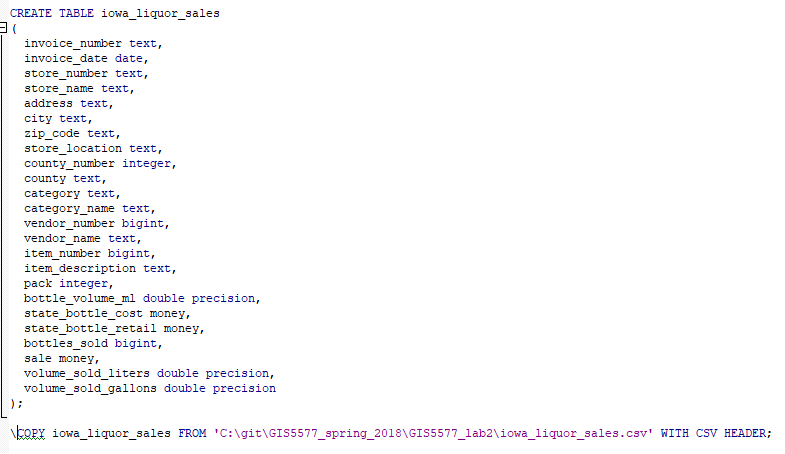 CREATE TABLE iowa_liquor_sales
(
invoice_number text,
invoice_date date,
store_number text,
store_name text,
address text,
city text,
zip_code text,
store_location text,
county_number integer,
county text,
category text,
category_name text,
vendor_number bigint,
vendor_name text,
item_number bigint,
item_description text,
pack integer,
bottle_volume_ml double precision,
state_bottle_cost money,
state_bottle_retail money,
bottles_sold bigint,
sale money,
volume_sold_liters double precision,
volume_sold_gallons double precision
);
\COPY iowa_liquor_sales FROM 'C:\git\GIS5577_spring_2018\GIS5577_lab2\iowa_liquor_sales.csv' WITH CSV HEADER;